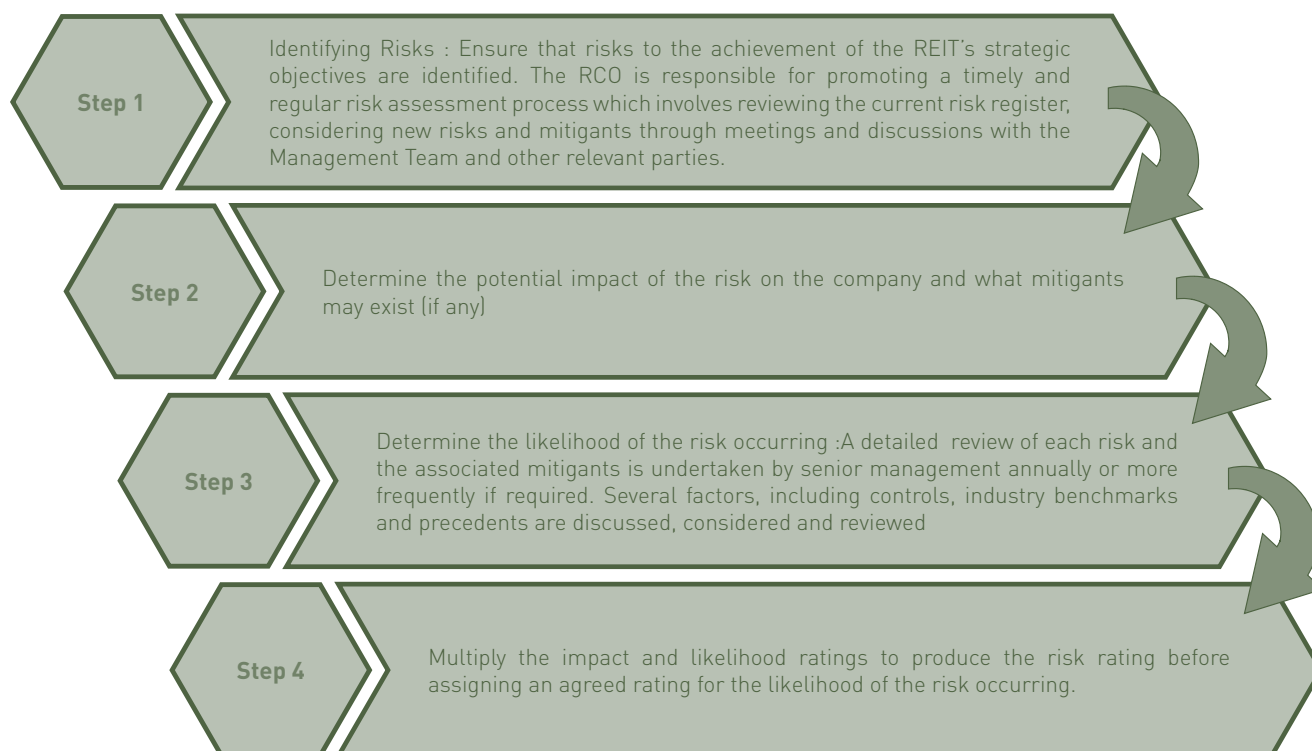 Step 1
Identifying Risks : Ensure that risks to the achievement of the REIT's strategic
objectives are identified. The RCO is responsible for promoting a timely and
regular risk assessment process which involves reviewing the current risk register,
considering new risks and mitigants through meetings and discussions with the
Management Team and other relevant parties.
Step 2
Determine the potential impact of the risk on the company and what mitigants
may exist (if any)
Step 3
Determine the likelihood of the risk occurring :A detailed review of each risk and
the associated mitigants is undertaken by senior management annually or more
frequently if required. Several factors, including controls, industry benchmarks
and precedents are discussed, considered and reviewed
Step 4
Multiply the impact and likelihood ratings to produce the risk rating before
assigning an agreed rating for the likelihood of the risk occurring.